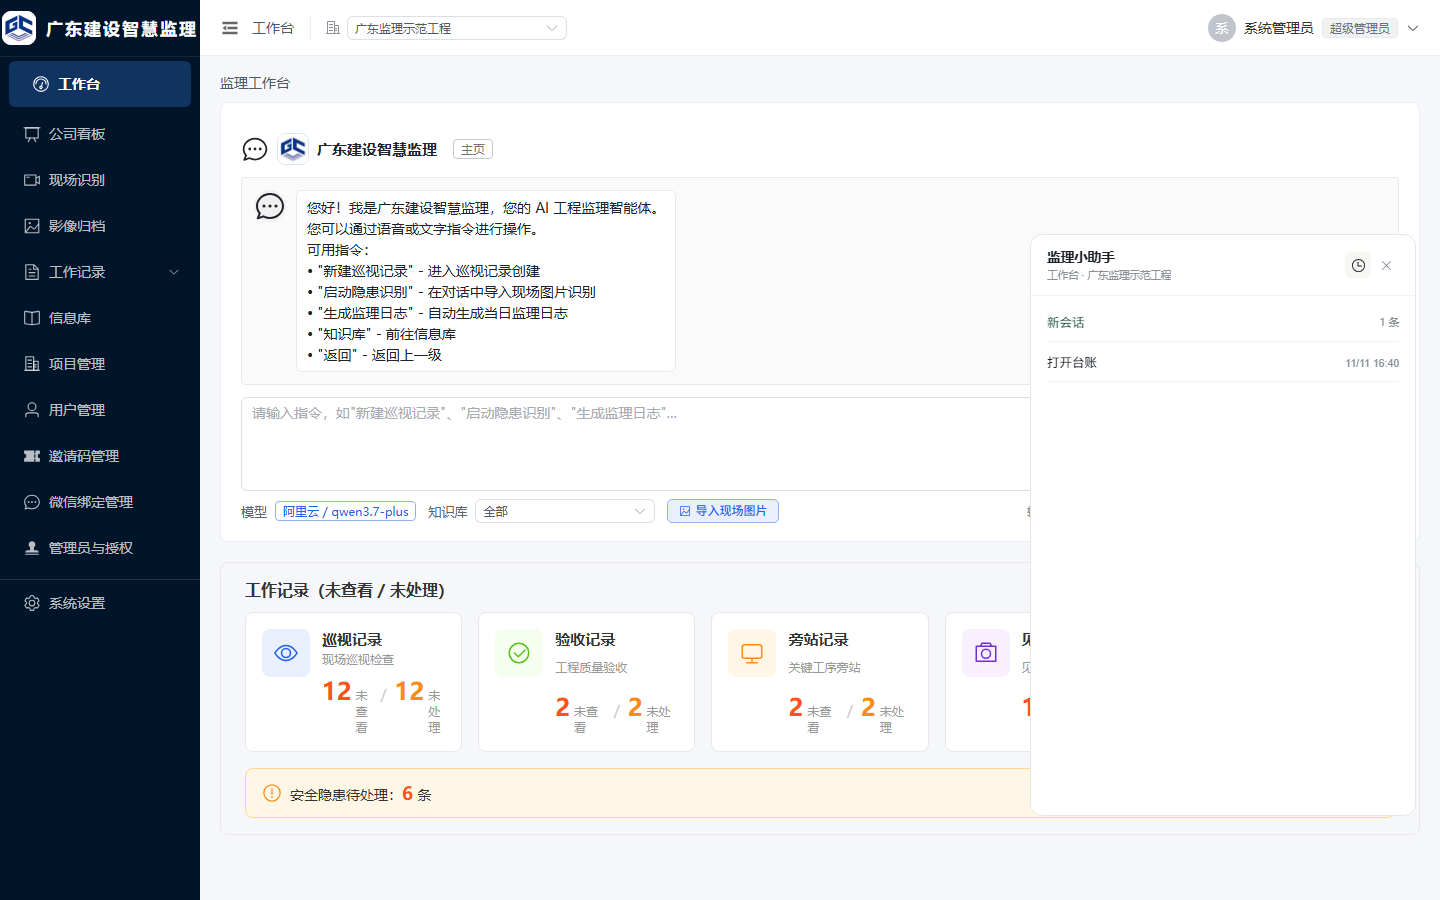 广东建设智慧监理
工作台
公司看板
现场识别
影像归档
工作记录
信息库
项目管理
用户管理
邀请码管理
微信绑定管理
管理员与授权
系统设置
工作台
广东监理示范工程
系
系统管理员
超级管理员
监理工作台
广东建设智慧监理
主页
您好！我是广东建设智慧监理，您的 AI 工程监理智能体。
您可以通过语音或文字指令进行操作。
可用指令：
• "新建巡视记录" - 进入巡视记录创建
• "启动隐患识别" - 在对话中导入现场图片识别
• "生成监理日志" - 自动生成当日监理日志
• "知识库" - 前往信息库
• "返回" - 返回上一级
请输入指令，如"新建巡视记录"、"启动隐患识别"、"生成监理日志"...
模型
阿里云 / qwen3.7-plus
知识库
全部
导入现场图片
工作记录（未查看 / 未处理）
巡视记录
现场巡视检查
12 未查看 / 12 未处理
验收记录
工程质量验收
2 未查看 / 2 未处理
旁站记录
关键工序旁站
2 未查看 / 2 未处理
安全隐患待处理：6 条
监理小助手
工作台 · 广东监理示范工程
新会话
1 条
打开台账
11/11 16:40